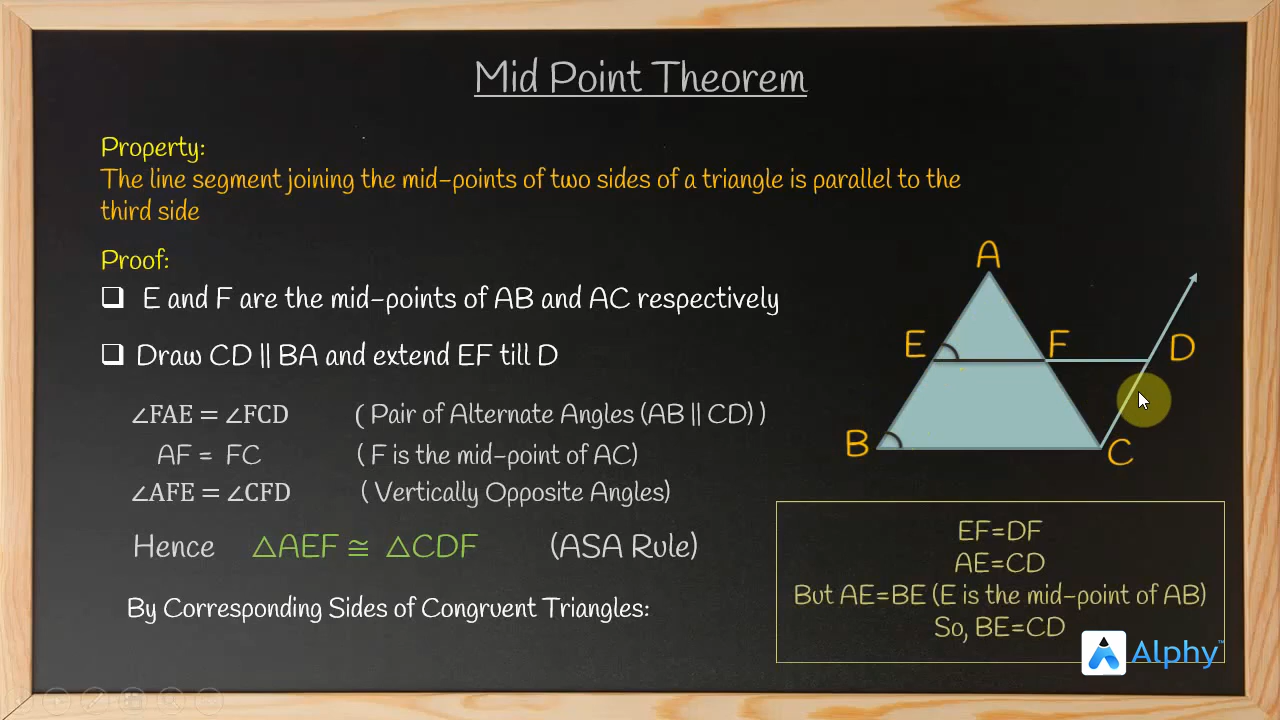 Mid Point Theorem
Property:
The line segment joining the mid-points of two sides of a triangle is parallel to the
third side
Proof:
❑ E and F are the mid-points of AB and AC respectively
❑ Draw CD || BA and extend EF till D
∠FAE = ∠FCD ( Pair of Alternate Angles (AB || CD) )
AF = FC ( F is the mid-point of AC)
∠AFE = ∠CFD ( Vertically Opposite Angles)
Hence △AEF ≅ △CDF (ASA Rule)
By Corresponding Sides of Congruent Triangles:
A
E F D
B C
EF=DF
AE=CD
But AE=BE (E is the mid-point of AB)
So, BE=CD
Alphy™